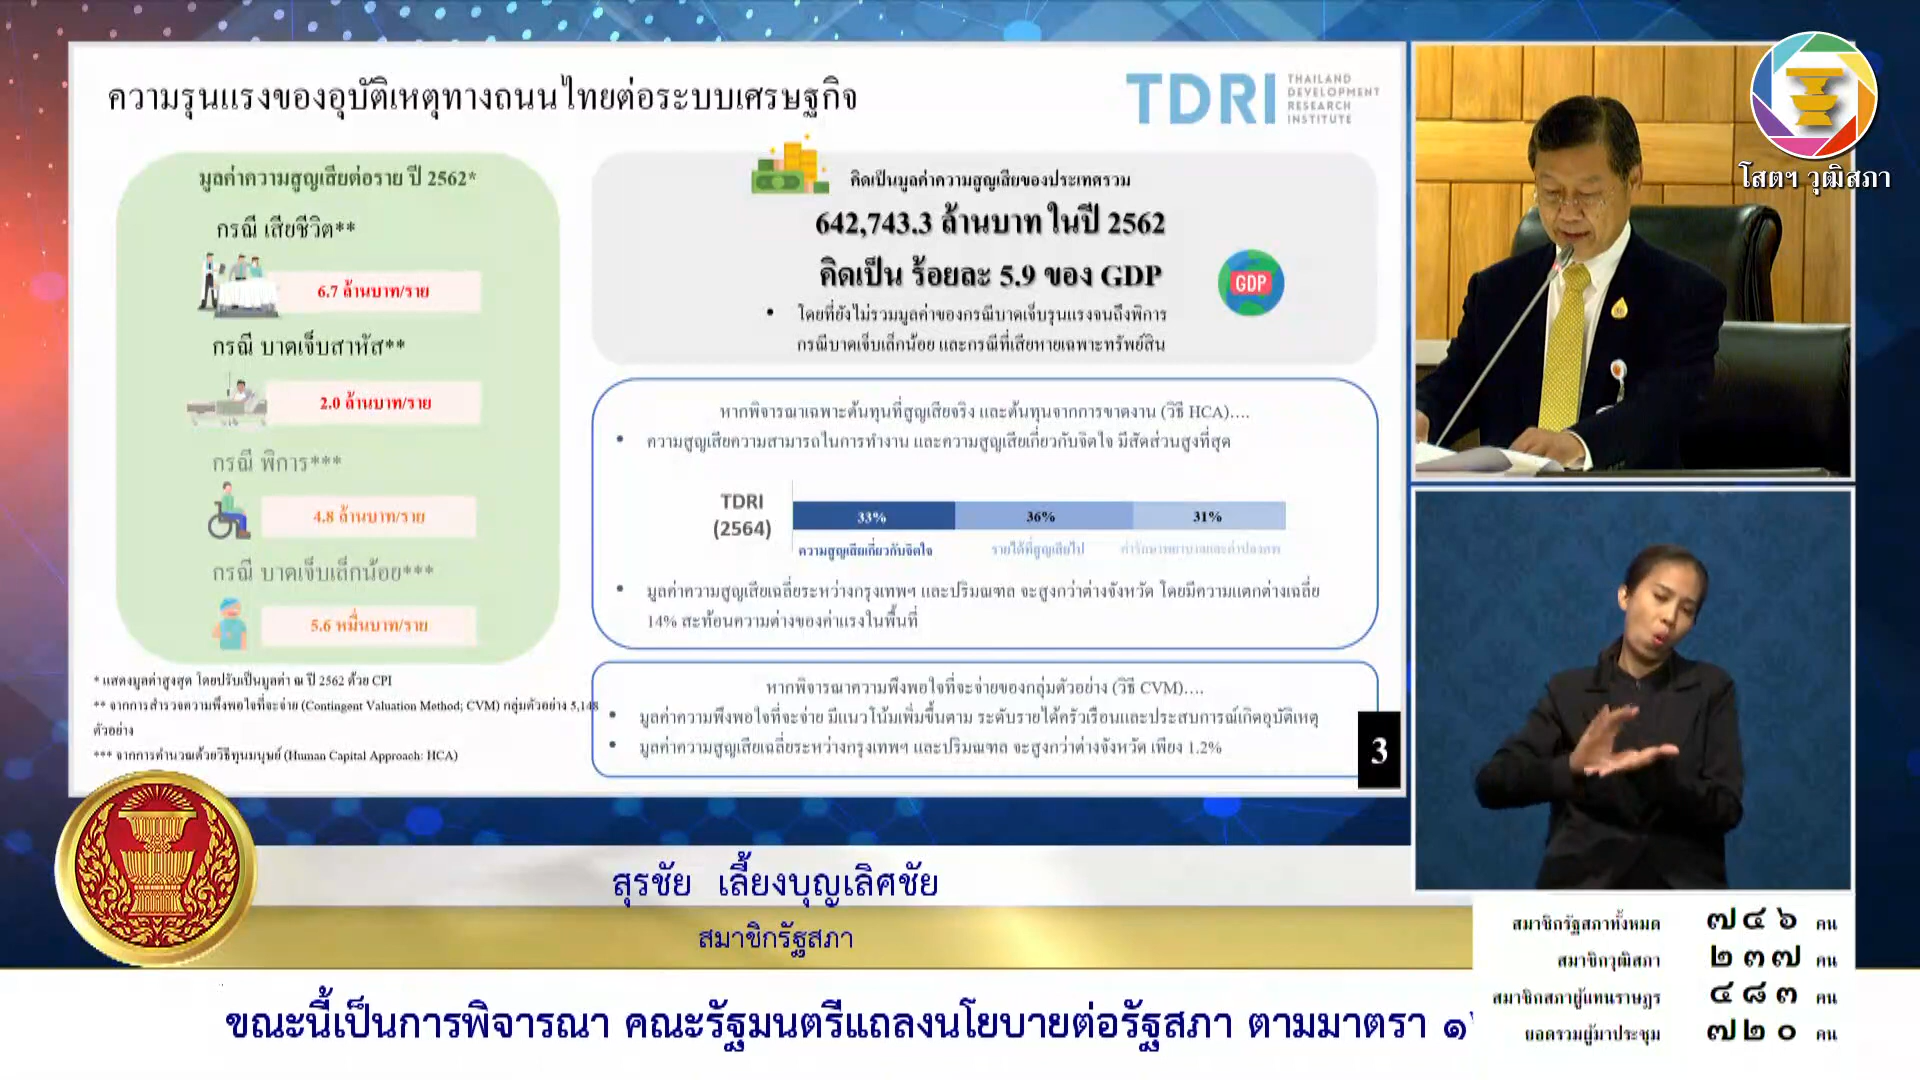 ความรุนแรงของอุบัติเหตุทางถนนไทยต่อระบบเศรษฐกิจ
TDRI
THAILAND
DEVELOPMENT
RESEARCH
INSTITUTE
มูลค่าความสูญเสียต่อราย ปี 2562*
กรณี เสียชีวิต**
6.7 ล้านบาท/ราย
กรณี บาดเจ็บสาหัส**
2.0 ล้านบาท/ราย
กรณี พิการ***
4.8 ล้านบาท/ราย
กรณี บาดเจ็บเล็กน้อย***
5.6 หมื่นบาท/ราย
* แสดงมูลค่าสูงสุด โดยปรับเป็นมูลค่า ณ ปี 2562 ด้วย CPI
** จากการสำรวจความพึงพอใจที่จะจ่าย (Contingent Valuation Method; CVM) กลุ่มตัวอย่าง 5,148
ตัวอย่าง
*** จากการคำนวณด้วยวิธีทุนมนุษย์ (Human Capital Approach: HCA)
คิดเป็นมูลค่าความสูญเสียของประเทศรวม
642,743.3 ล้านบาท ในปี 2562
คิดเป็น ร้อยละ 5.9 ของ GDP
GDP
• โดยที่ยังไม่รวมมูลค่าของกรณีบาดเจ็บรุนแรงจนถึงพิการ
กรณีบาดเจ็บเล็กน้อย และกรณีที่เสียหายเฉพาะทรัพย์สิน
หากพิจารณาเฉพาะต้นทุนที่สูญเสียจริง และต้นทุนจากการขาดงาน (วิธี HCA)....
• ความสูญเสียความสามารถในการทำงาน และความสูญเสียเกี่ยวกับจิตใจ มีสัดส่วนสูงที่สุด
TDRI
(2564)
33% 36% 31%
ความสูญเสียเกี่ยวกับจิตใจ รายได้ที่สูญเสียไป ค่ารักษาพยาบาลและค่าปลงศพ
• มูลค่าความสูญเสียเฉลี่ยระหว่างกรุงเทพฯ และปริมณฑล จะสูงกว่าต่างจังหวัด โดยมีความแตกต่างเฉลี่ย
14% สะท้อนความต่างของค่าแรงในพื้นที่
หากพิจารณาความพึงพอใจที่จะจ่ายของกลุ่มตัวอย่าง (วิธี CVM)....
• มูลค่าความพึงพอใจที่จะจ่าย มีแนวโน้มเพิ่มขึ้นตาม ระดับรายได้ครัวเรือนและประสบการณ์เกิดอุบัติเหตุ
• มูลค่าความสูญเสียเฉลี่ยระหว่างกรุงเทพฯ และปริมณฑล จะสูงกว่าต่างจังหวัด เพียง 1.2%
3
โสตฯ วุฒิสภา
สุรชัย เลี้ยงบุญเลิศชัย
สมาชิกรัฐสภา
สมาชิกรัฐสภาทั้งหมด ๗๔๖ คน
สมาชิกวุฒิสภา ๒๓๗ คน
สมาชิกสภาผู้แทนราษฎร ๔๘๓ คน
ยอดรวมผู้มาประชุม ๗๒๐ คน
ขณะนี้เป็นการพิจารณา คณะรัฐมนตรีแถลงนโยบายต่อรัฐสภา ตามมาตรา ๑